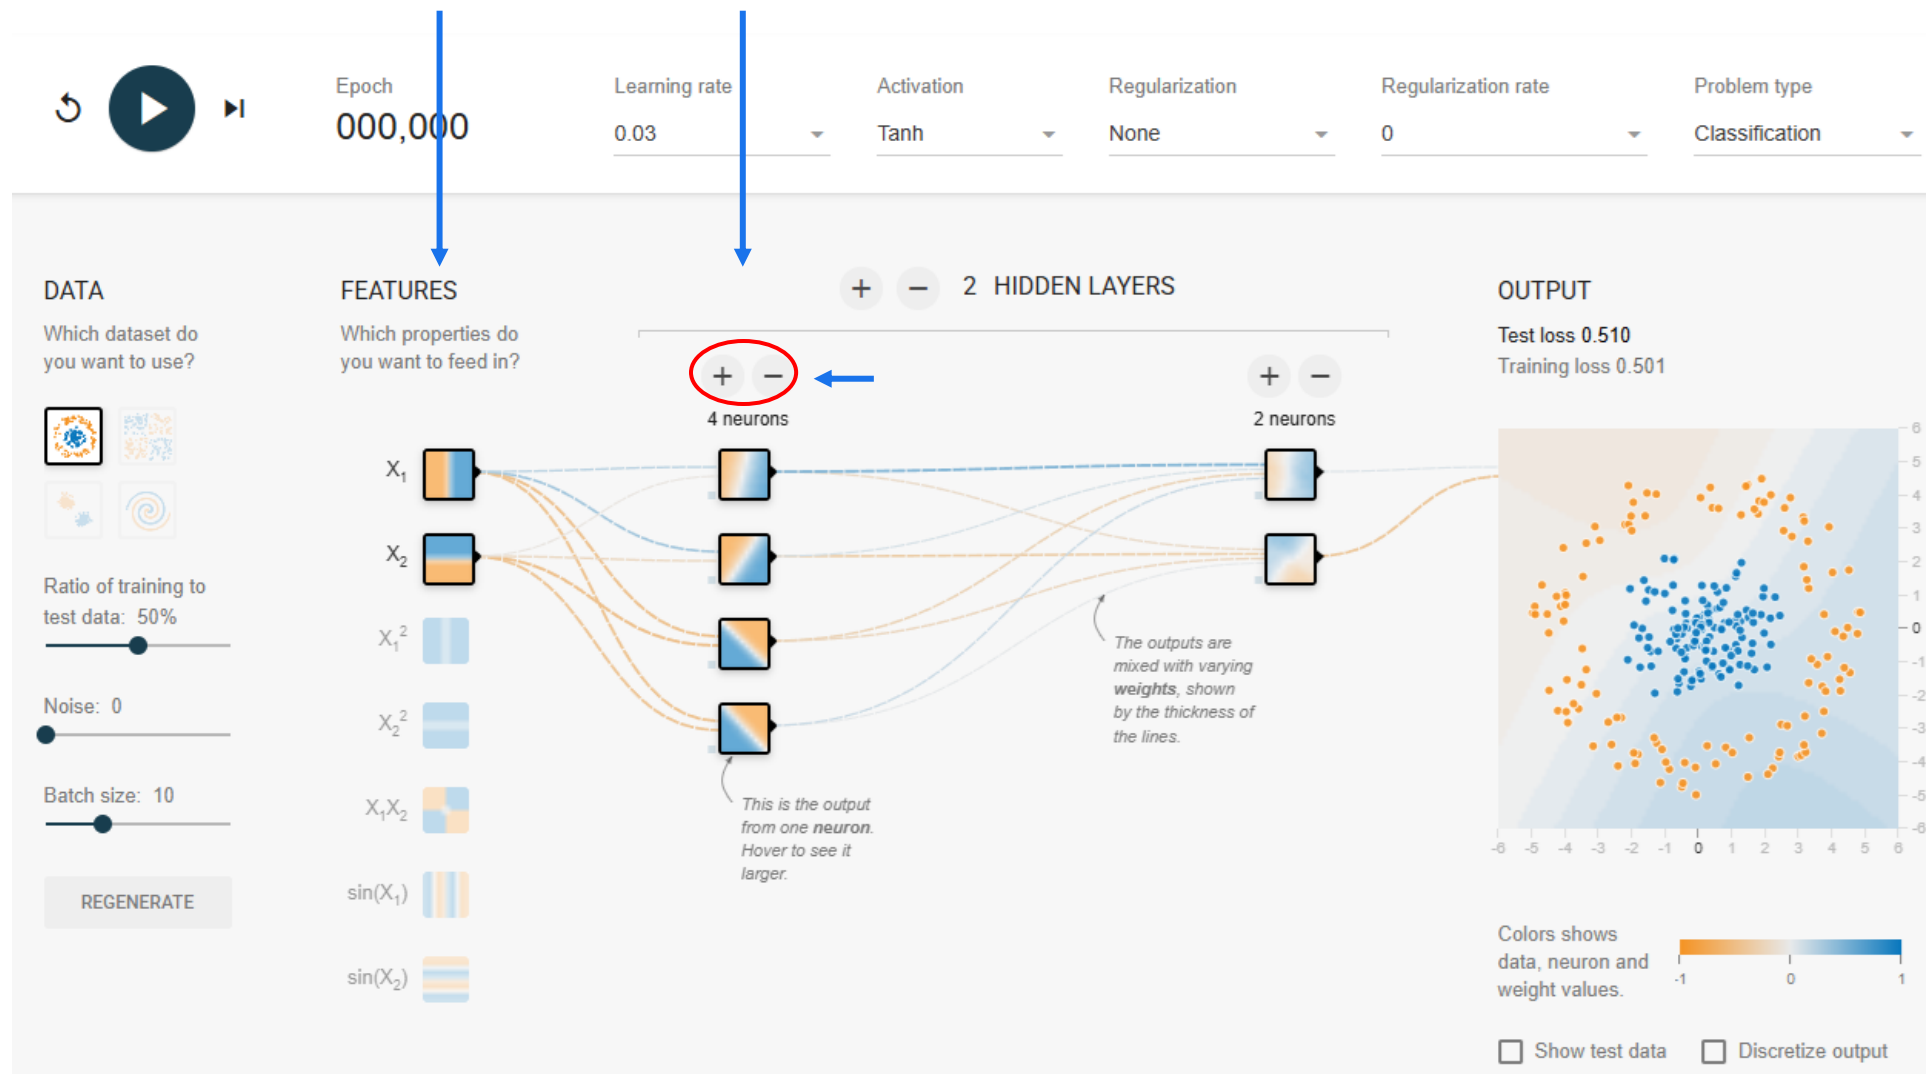 Epoch
000,000
Learning rate
0.03
Activation
Tanh
Regularization
None
Regularization rate
0
Problem type
Classification
DATA
Which dataset do
you want to use?
Ratio of training to
test data: 50%
Noise: 0
Batch size: 10
REGENERATE
FEATURES
Which properties do
you want to feed in?
X₁
X₂
X₁²
X₂²
X₁X₂
sin(X₁)
sin(X₂)
+ − 2 HIDDEN LAYERS
+ −
4 neurons
+ −
2 neurons
This is the output
from one neuron.
Hover to see it
larger.
The outputs are
mixed with varying
weights, shown
by the thickness of
the lines.
OUTPUT
Test loss 0.510
Training loss 0.501
6
5
4
3
2
1
0
-1
-2
-3
-4
-5
-6
-6 -5 -4 -3 -2 -1 0 1 2 3 4 5 6
Colors shows
data, neuron and
weight values.
-1 0 1
Show test data
Discretize output